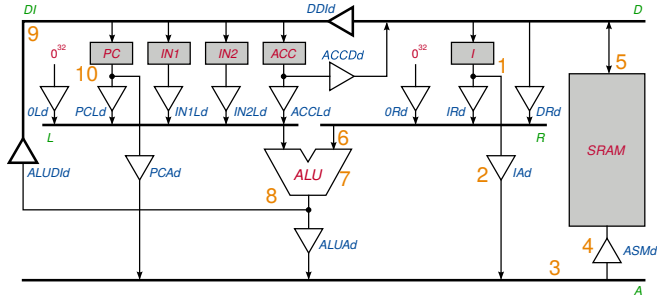 DI DDId D
9
0³² PC IN1 IN2 ACC ACCDd 0³² I
10 1 5
0Ld PCLd IN1Ld IN2Ld ACCLd 0Rd IRd DRd
L 6 R
SRAM
ALUDId PCAd ALU 7 2 IAd
8
ALUAd 4 ASMd
3
A